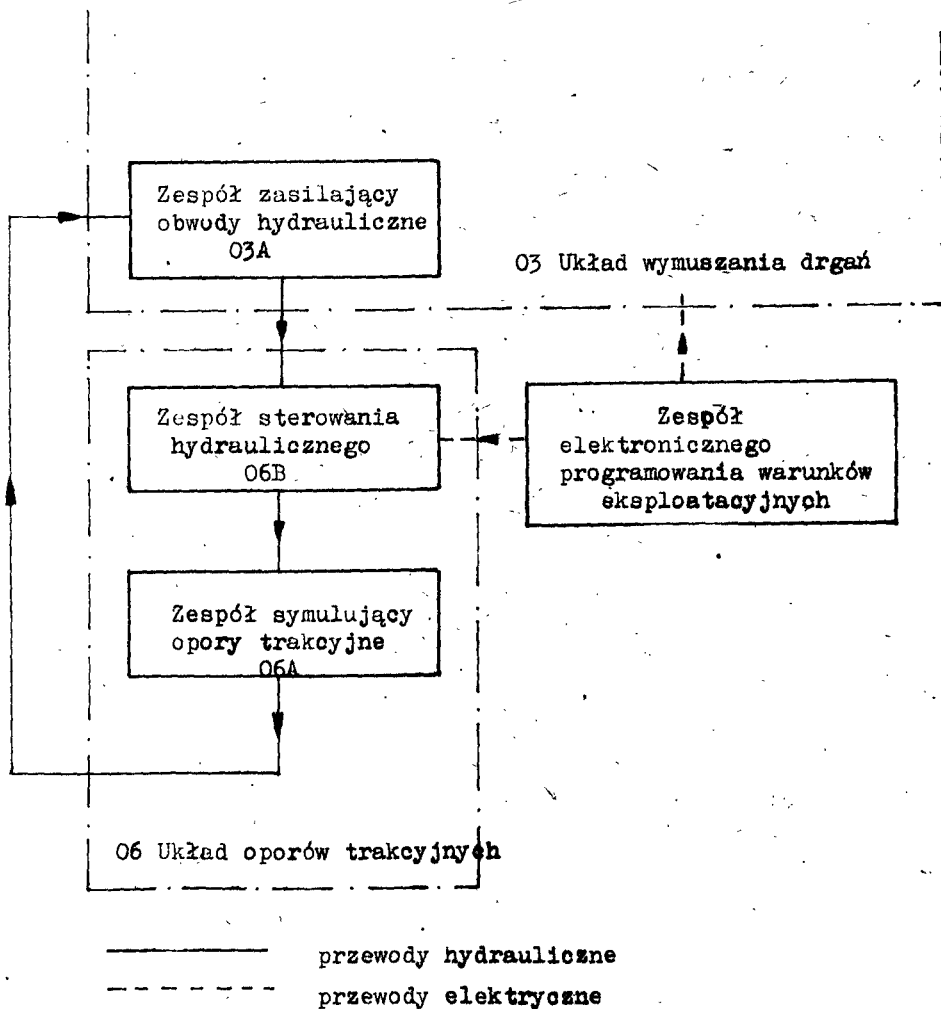 Zespół zasilający
obwody hydrauliczne
03A
03 Układ wymuszania drgań
Zespół sterowania
hydraulicznego
06B
Zespół
elektronicznego
programowania warunków
eksploatacyjnych
Zespół symulujący
opory trakcyjne
06A
06 Układ oporów trakcyjnych
przewody hydrauliczne
przewody elektryczne